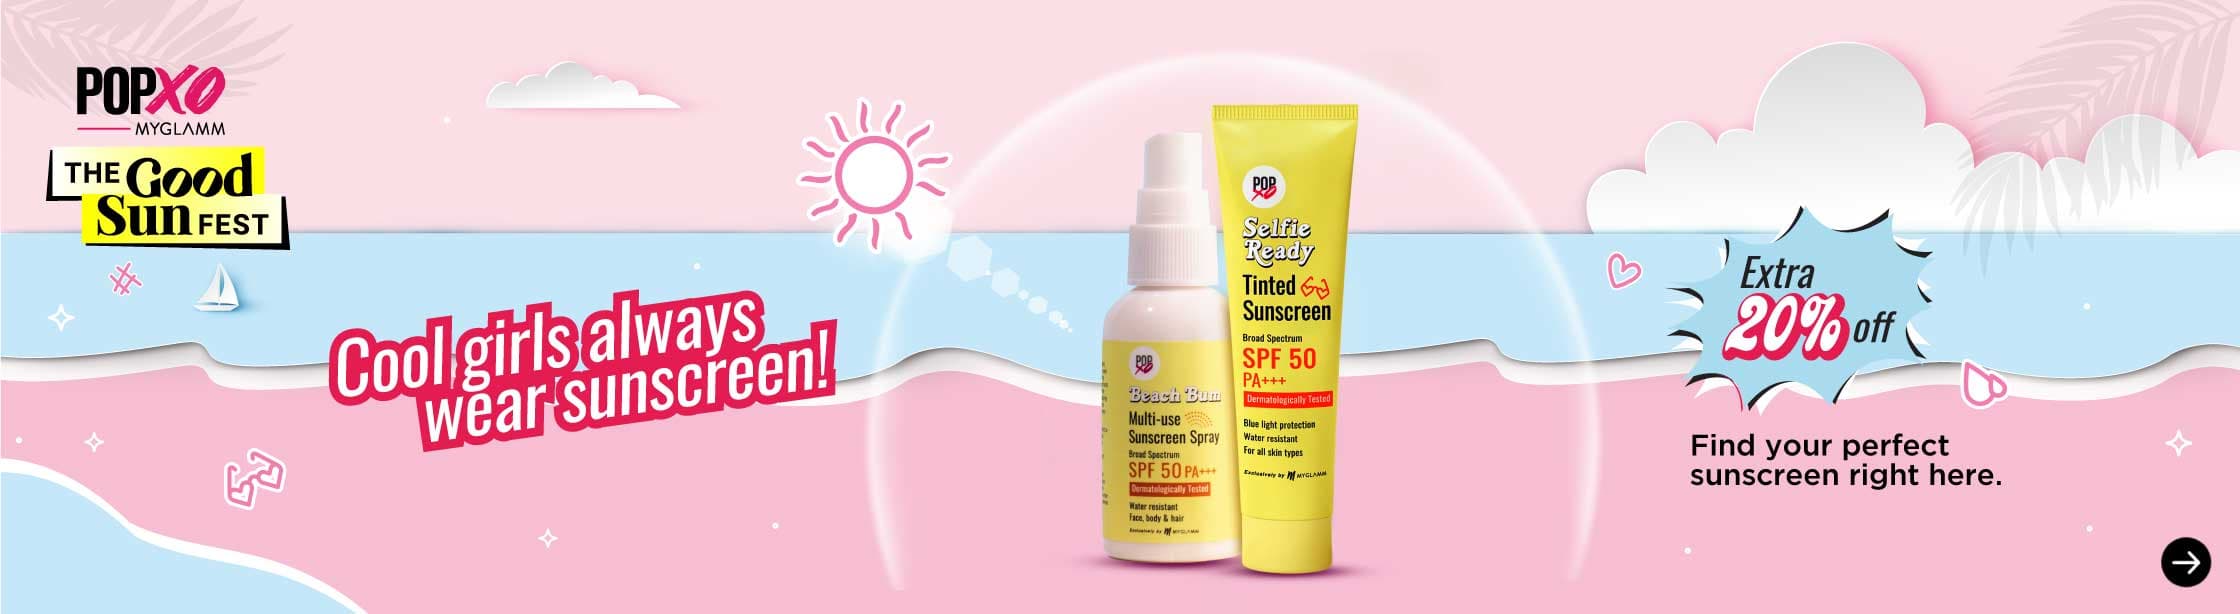 POPXO
MYGLAMM
THE Good
Sun FEST
Cool girls always
wear sunscreen!
POP
XO
Beach Bum
Multi-use
Sunscreen Spray
Broad Spectrum
SPF 50 PA+++
Dermatologically Tested
Water resistant
Face, body & hair
Exclusively by MYGLAMM
POP
XO
Selfie
Ready
Tinted
Sunscreen
Broad Spectrum
SPF 50
PA+++
Dermatologically Tested
Blue light protection
Water resistant
For all skin types
Exclusively by MYGLAMM
Extra
20% off
Find your perfect
sunscreen right here.